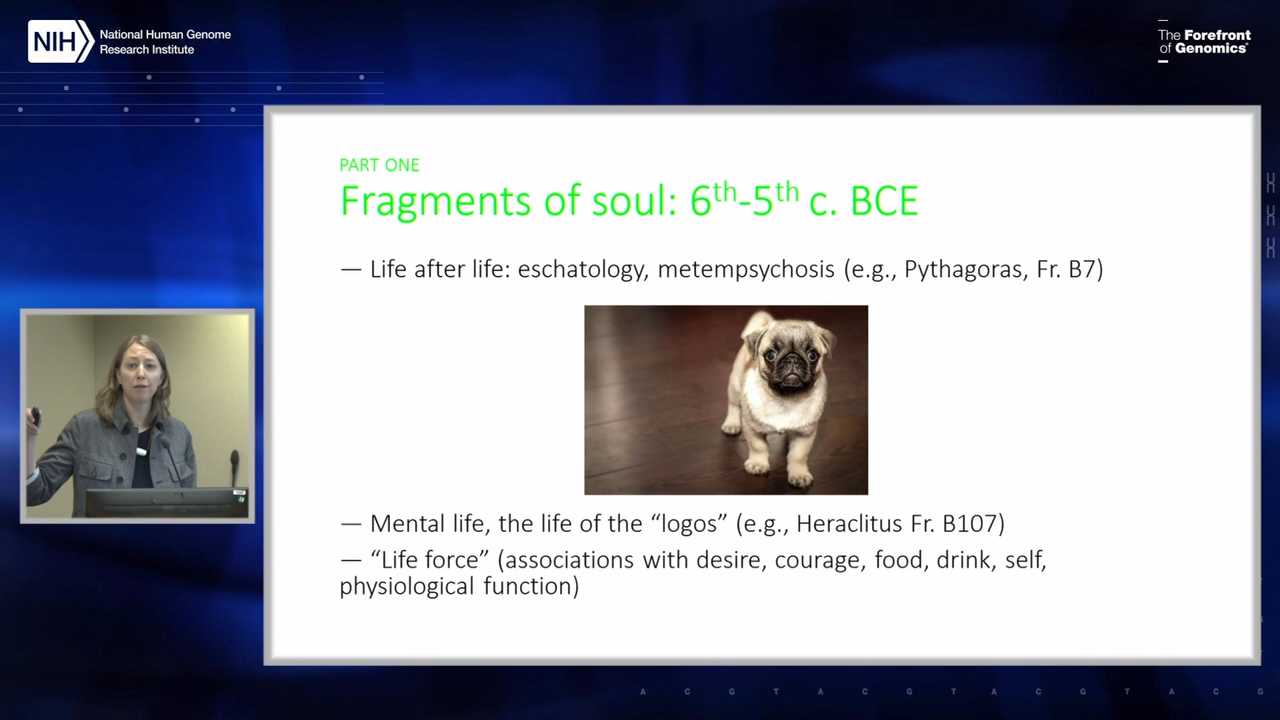 NIH
National Human Genome
Research Institute
The Forefront
of Genomics®
PART ONE
Fragments of soul: 6th-5th c. BCE
— Life after life: eschatology, metempsychosis (e.g., Pythagoras, Fr. B7)
— Mental life, the life of the “logos” (e.g., Heraclitus Fr. B107)
— “Life force” (associations with desire, courage, food, drink, self,
physiological function)
A C G T A C G T A C G T A C G